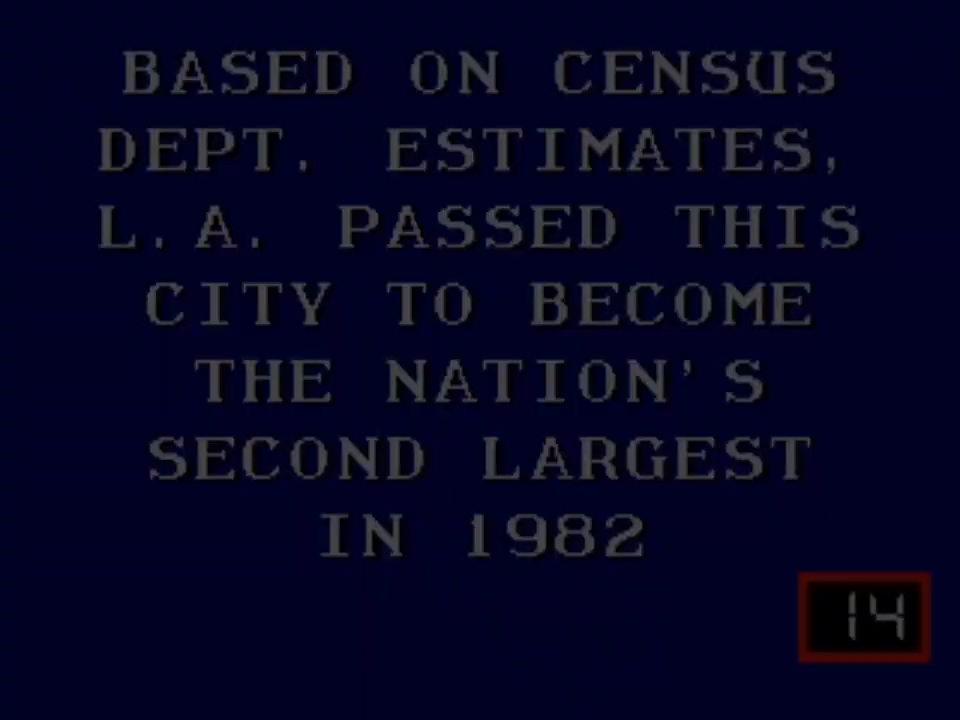 BASED ON CENSUS
DEPT. ESTIMATES,
L.A. PASSED THIS
CITY TO BECOME
THE NATION'S
SECOND LARGEST
IN 1982
14